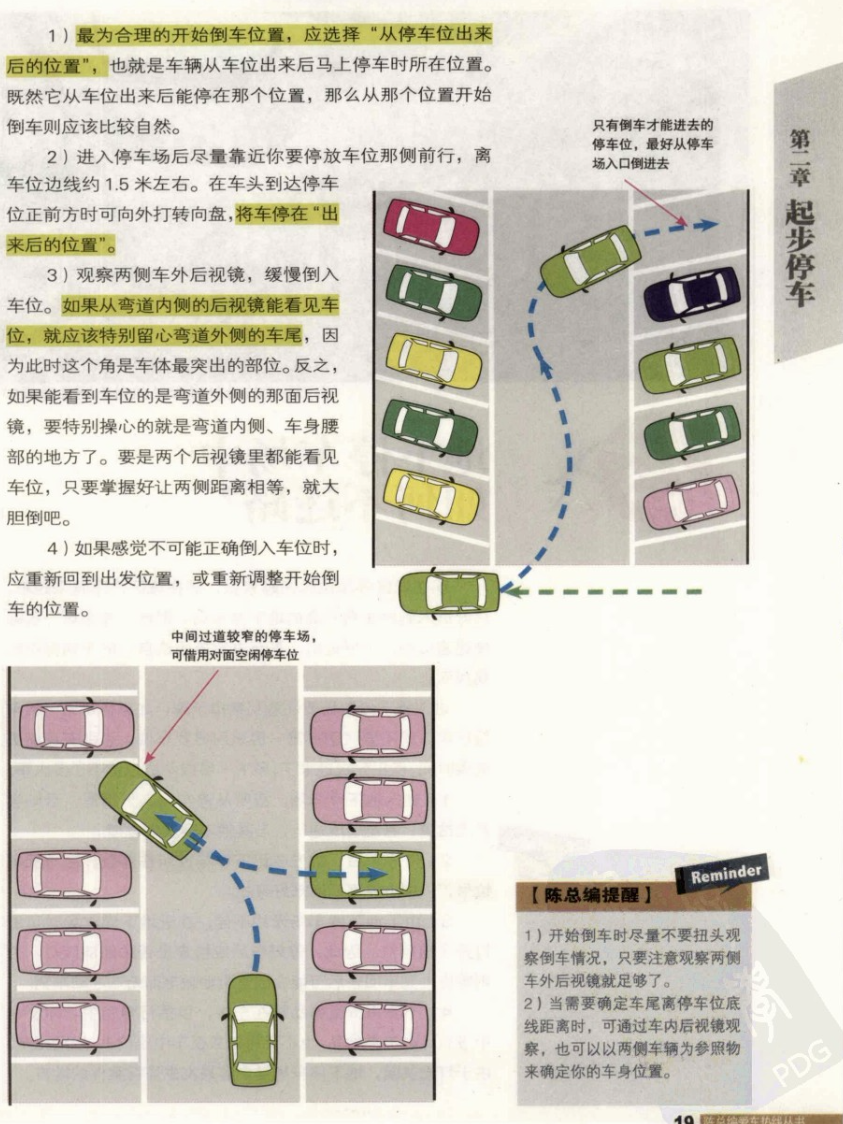 1）最为合理的开始倒车位置，应选择“从停车位出来
后的位置”，也就是车辆从车位出来后马上停车时所在位置。
既然它从车位出来后能停在那个位置，那么从那个位置开始
倒车则应该比较自然。
2）进入停车场后尽量靠近你要停放车位那侧前行，离
车位边线约 1.5 米左右。在车头到达停车
位正前方时可向外打转向盘，将车停在“出
来后的位置”。
3）观察两侧车外后视镜，缓慢倒入
车位。如果从弯道内侧的后视镜能看见车
位，就应该特别留心弯道外侧的车尾，因
为此时这个角是车体最突出的部位。反之，
如果能看到车位的是弯道外侧的那面后视
镜，要特别操心的就是弯道内侧、车身腰
部的地方了。要是两个后视镜里都能看见
车位，只要掌握好让两侧距离相等，就大
胆倒吧。
4）如果感觉不可能正确倒入车位时，
应重新回到出发位置，或重新调整开始倒
车的位置。
只有倒车才能进去的
停车位，最好从停车
场入口倒进去
第二章 起步停车
中间过道较窄的停车场，
可借用对面空闲停车位
Reminder
【陈总编提醒】
1）开始倒车时尽量不要扭头观
察倒车情况，只要注意观察两侧
车外后视镜就足够了。
2）当需要确定车尾离停车位底
线距离时，可通过车内后视镜观
察，也可以以两侧车辆为参照物
来确定你的车身位置。
PDG
19 陈总编爱车热线丛书